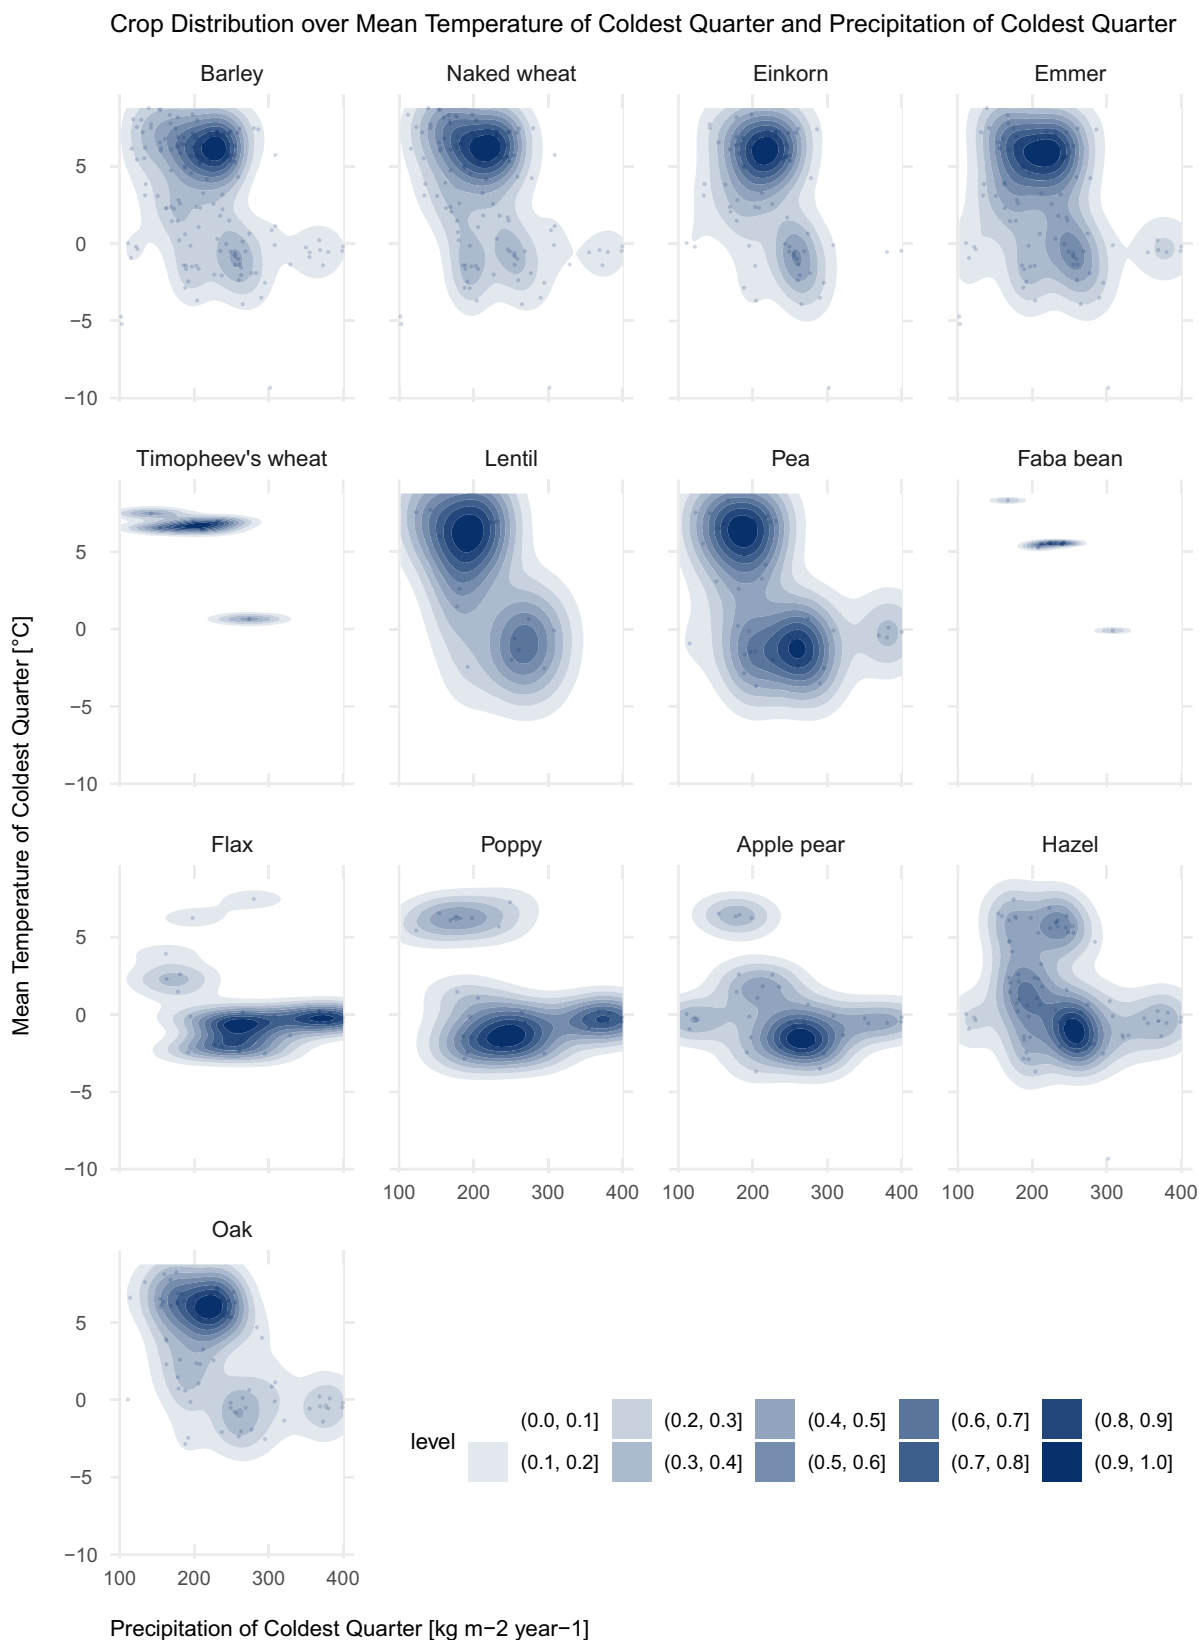 Crop Distribution over Mean Temperature of Coldest Quarter and Precipitation of Coldest Quarter
Barley Naked wheat Einkorn Emmer
5
0
−5
−10
Timopheev's wheat Lentil Pea Faba bean
5
0
−5
−10
Mean Temperature of Coldest Quarter [°C]
Flax Poppy Apple pear Hazel
5
0
−5
−10
100 200 300 400 100 200 300 400 100 200 300 400
Oak
5
0
−5
−10
100 200 300 400
level
(0.0, 0.1] (0.2, 0.3] (0.4, 0.5] (0.6, 0.7] (0.8, 0.9]
(0.1, 0.2] (0.3, 0.4] (0.5, 0.6] (0.7, 0.8] (0.9, 1.0]
Precipitation of Coldest Quarter [kg m−2 year−1]